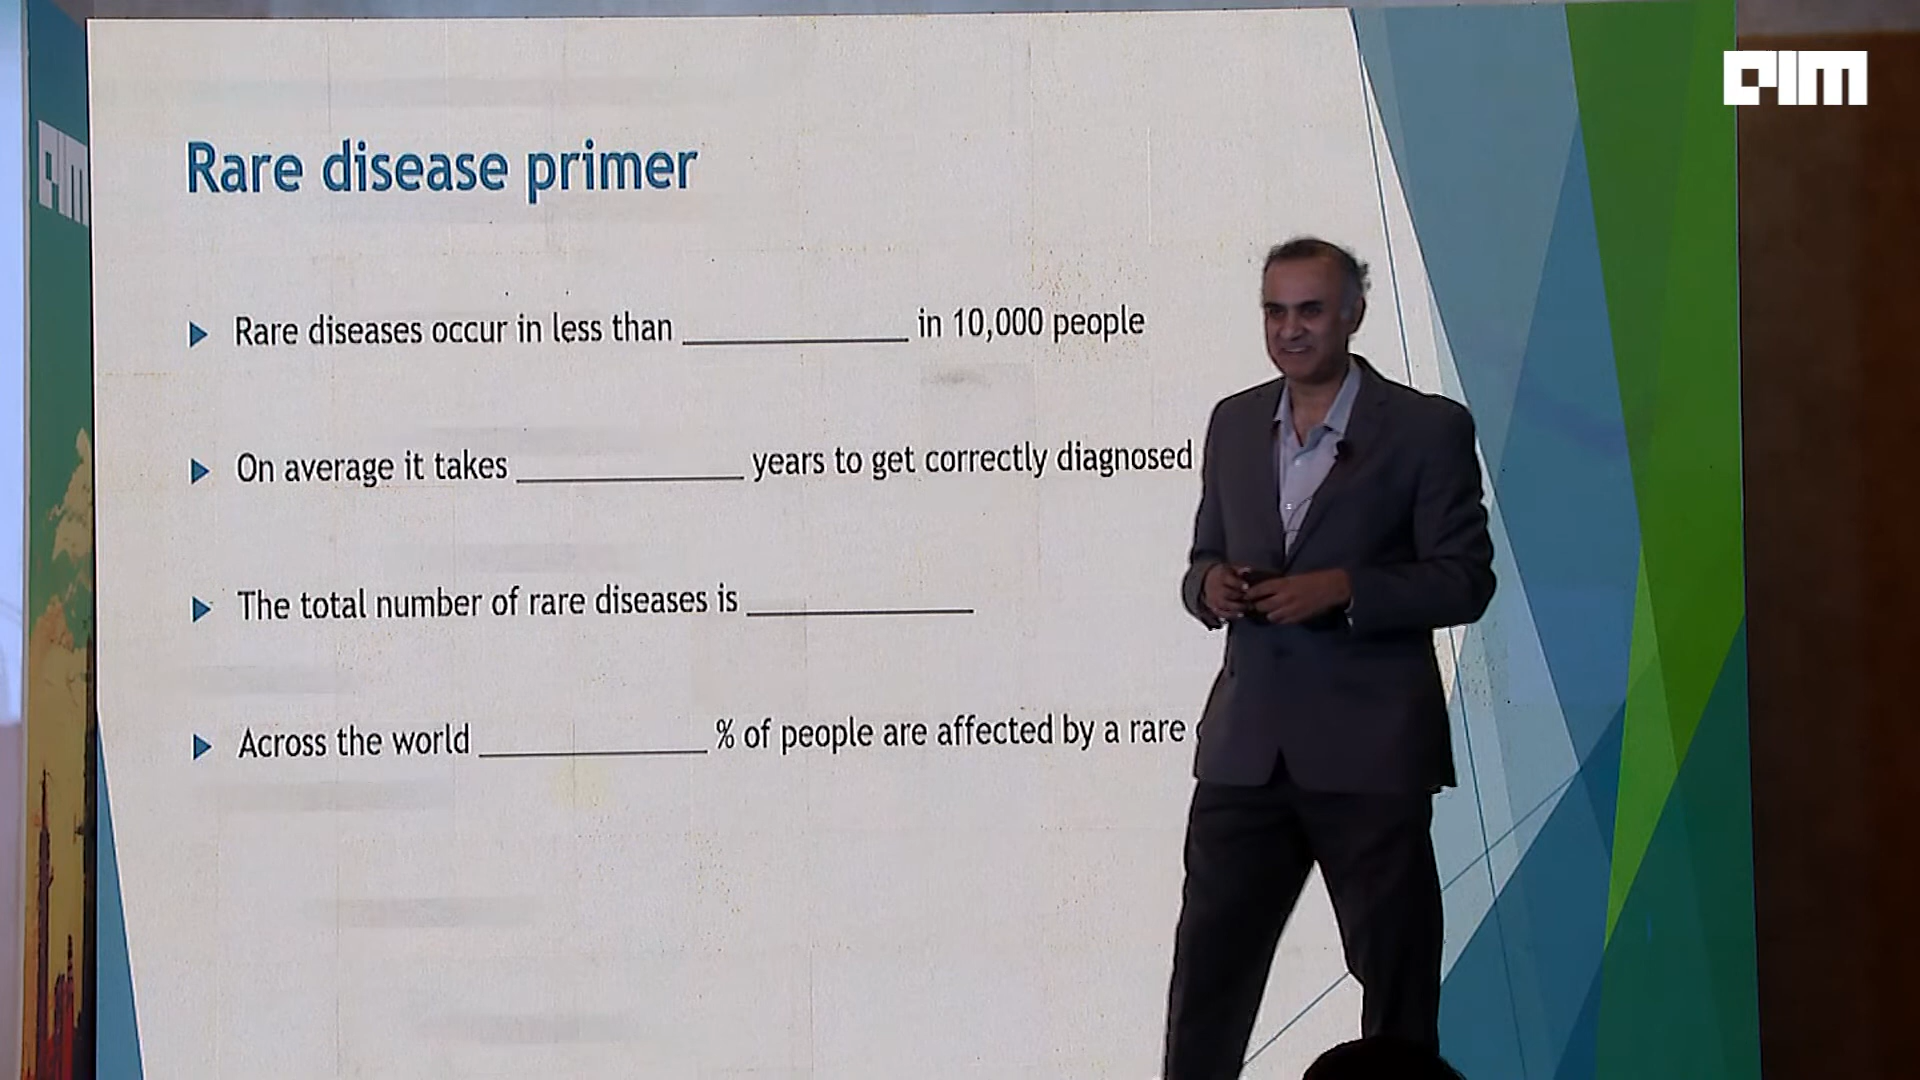 AIM
AIM
Rare disease primer
Rare diseases occur in less than ____________ in 10,000 people
On average it takes ____________ years to get correctly diagnosed
The total number of rare diseases is ____________
Across the world ____________ % of people are affected by a rare